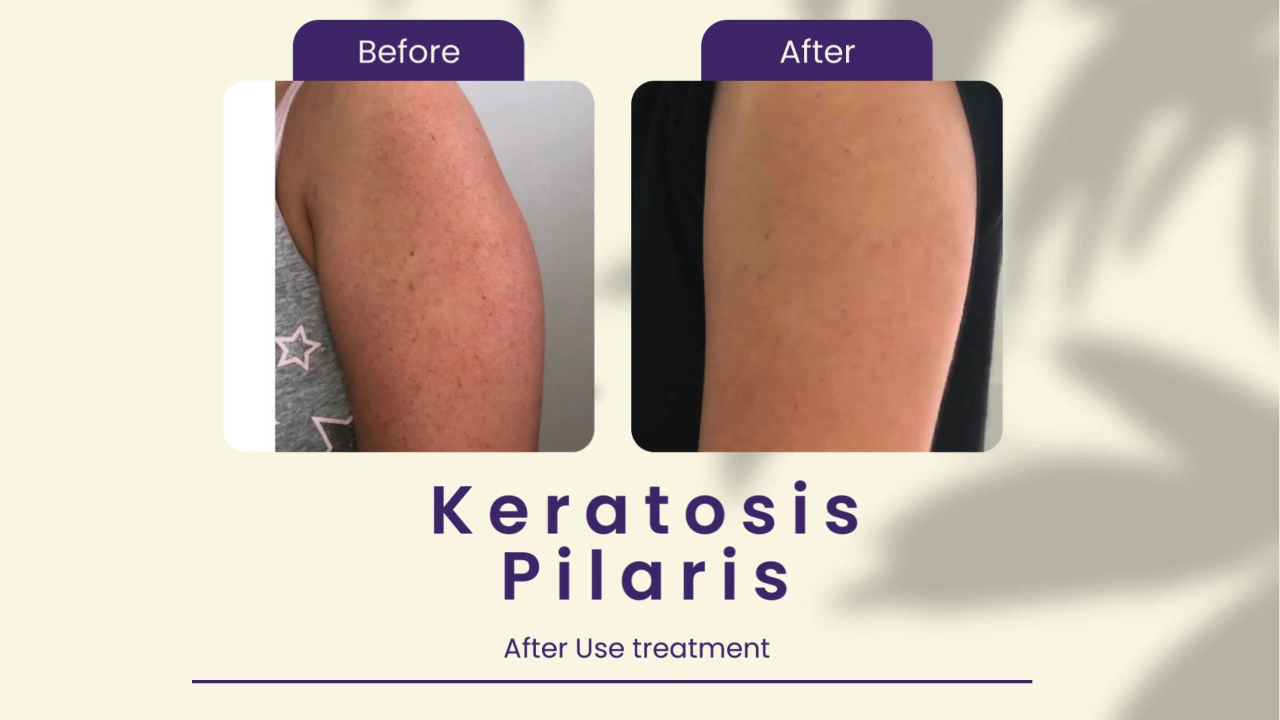 Before
After
Keratosis
Pilaris
After Use treatment